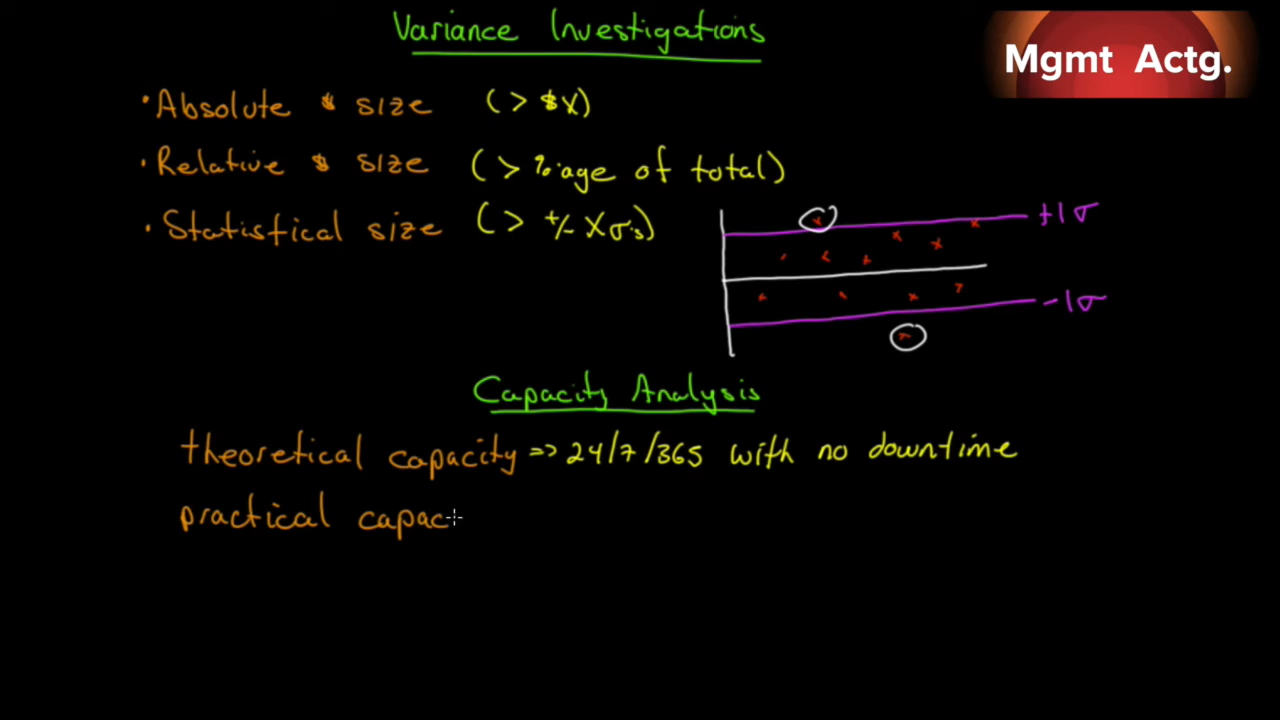 Variance Investigations
Mgmt Actg.
• Absolute $ size (> $X)
• Relative $ size (> %age of total)
• Statistical size (> +/- Xσ's)
+1σ
-1σ
Capacity Analysis
theoretical capacity => 24/7/365 with no downtime
practical capac